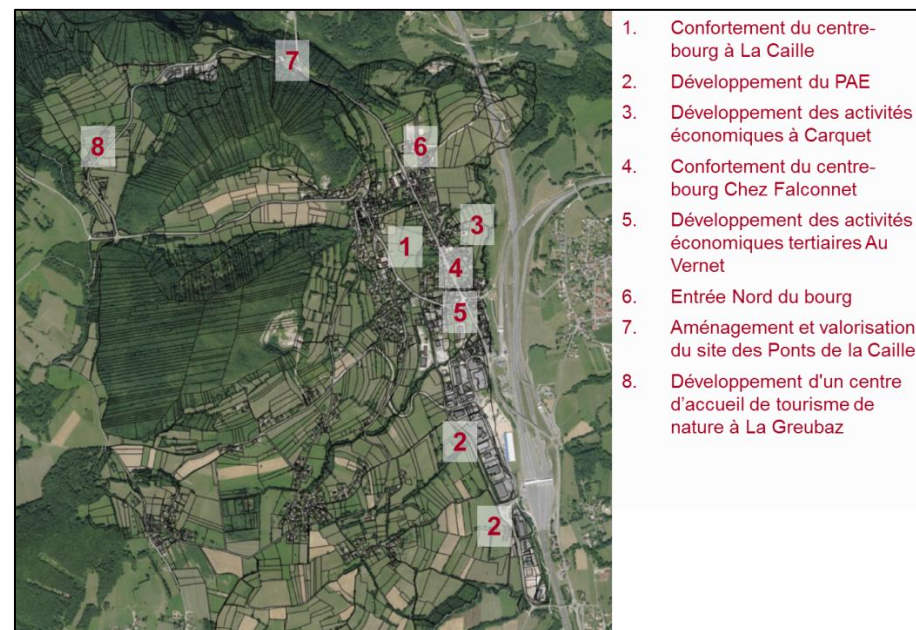 7
8
6
3
1
4
5
2
2
1. Confortement du centre-
bourg à La Caille
2. Développement du PAE
3. Développement des activités
économiques à Carquet
4. Confortement du centre-
bourg Chez Falconnet
5. Développement des activités
économiques tertiaires Au
Vernet
6. Entrée Nord du bourg
7. Aménagement et valorisation
du site des Ponts de la Caille
8. Développement d'un centre
d’accueil de tourisme de
nature à La Greubaz